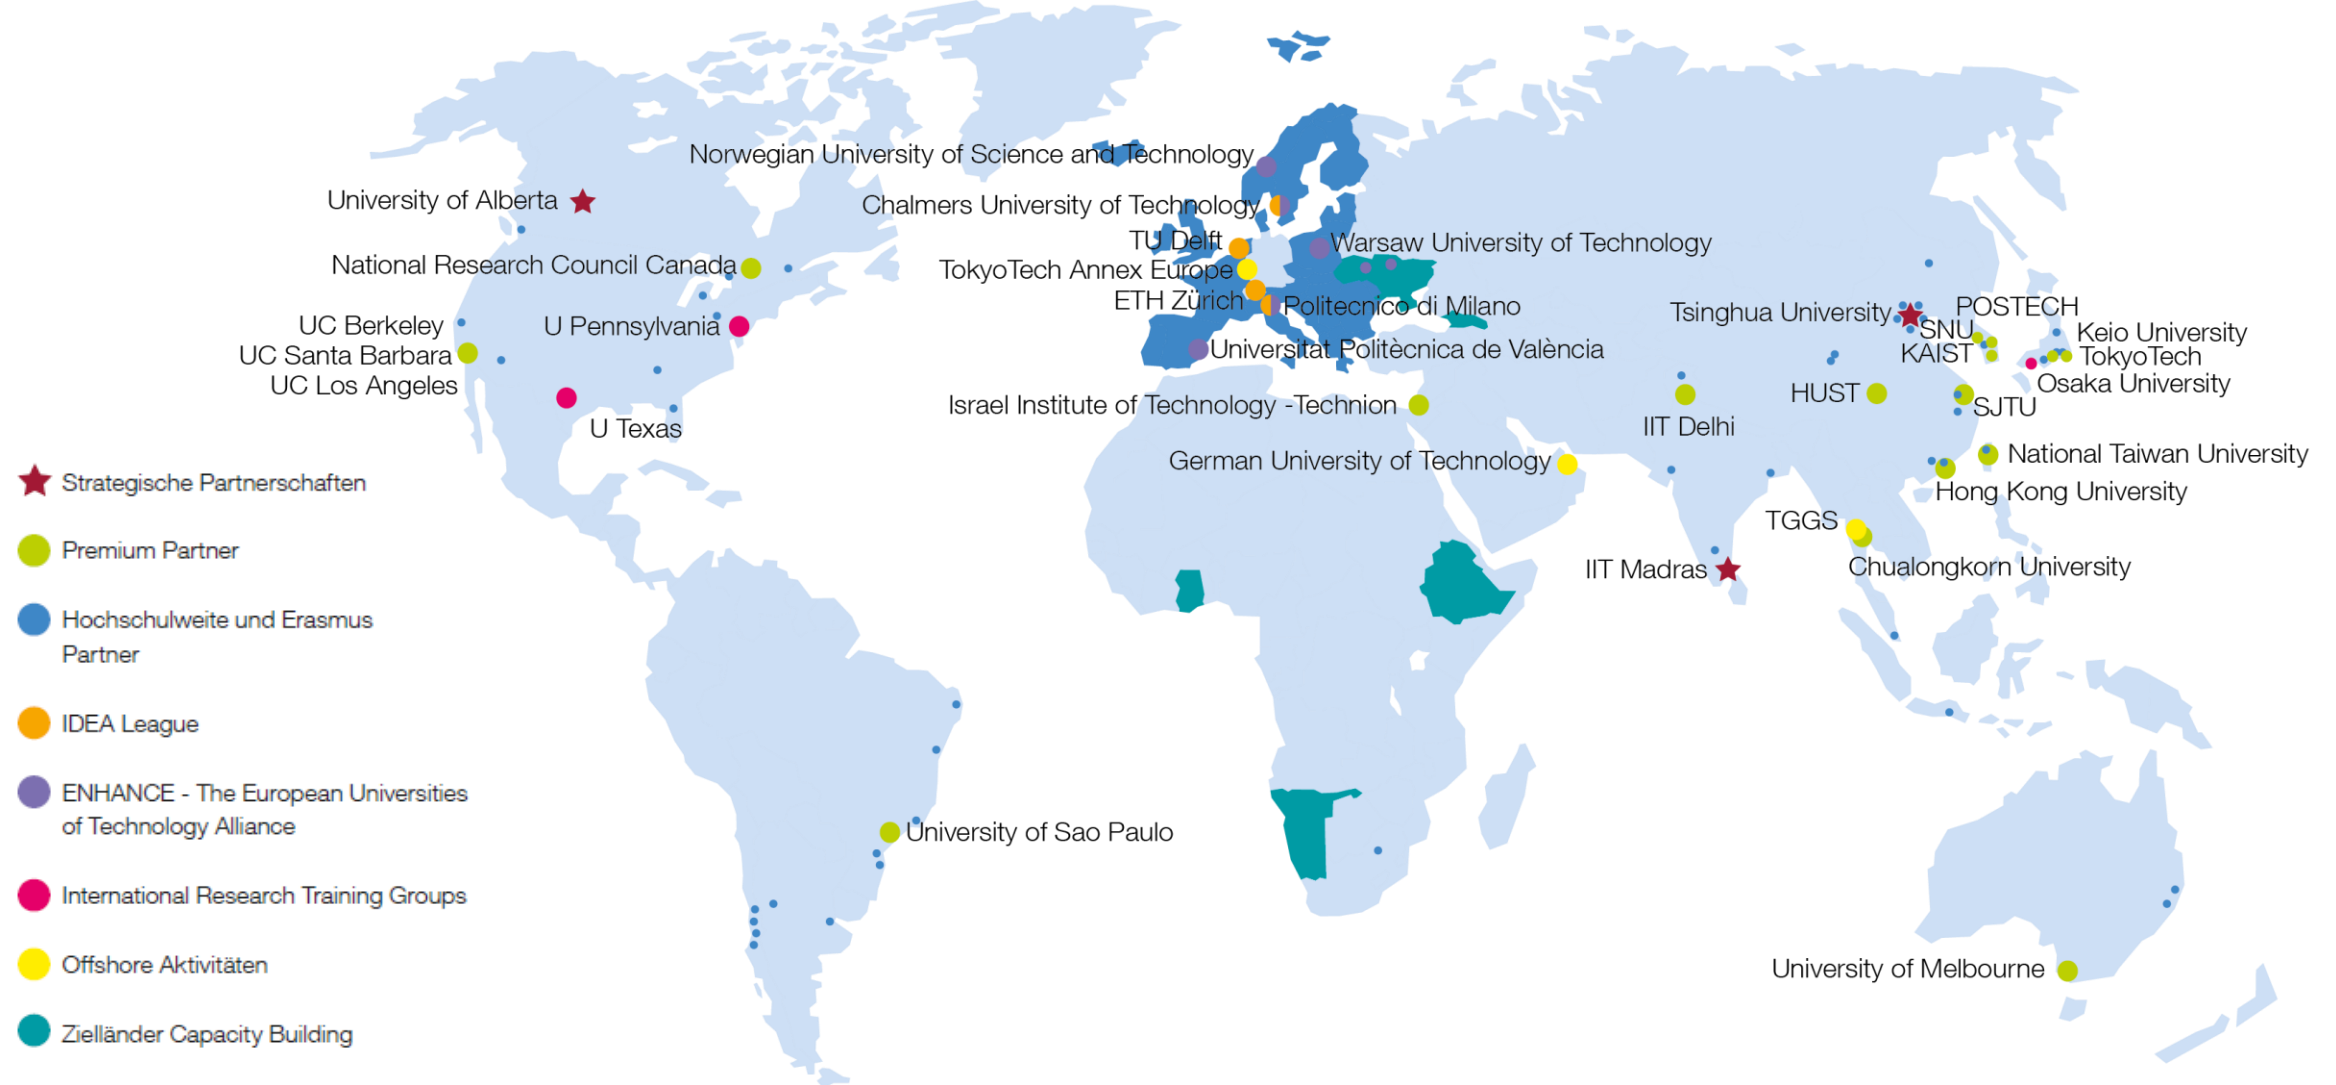 Norwegian University of Science and Technology
University of Alberta
Chalmers University of Technology
TU Delft
Warsaw University of Technology
National Research Council Canada
TokyoTech Annex Europe
ETH Zürich
Politecnico di Milano
Tsinghua University
POSTECH
UC Berkeley
U Pennsylvania
SNU
Keio University
UC Santa Barbara
Universitat Politècnica de València
KAIST
TokyoTech
UC Los Angeles
Osaka University
HUST
Israel Institute of Technology -Technion
SJTU
U Texas
IIT Delhi
German University of Technology
National Taiwan University
Hong Kong University
TGGS
IIT Madras
Chualongkorn University
University of Sao Paulo
University of Melbourne
Strategische Partnerschaften
Premium Partner
Hochschulweite und Erasmus
Partner
IDEA League
ENHANCE - The European Universities
of Technology Alliance
International Research Training Groups
Offshore Aktivitäten
Zielländer Capacity Building